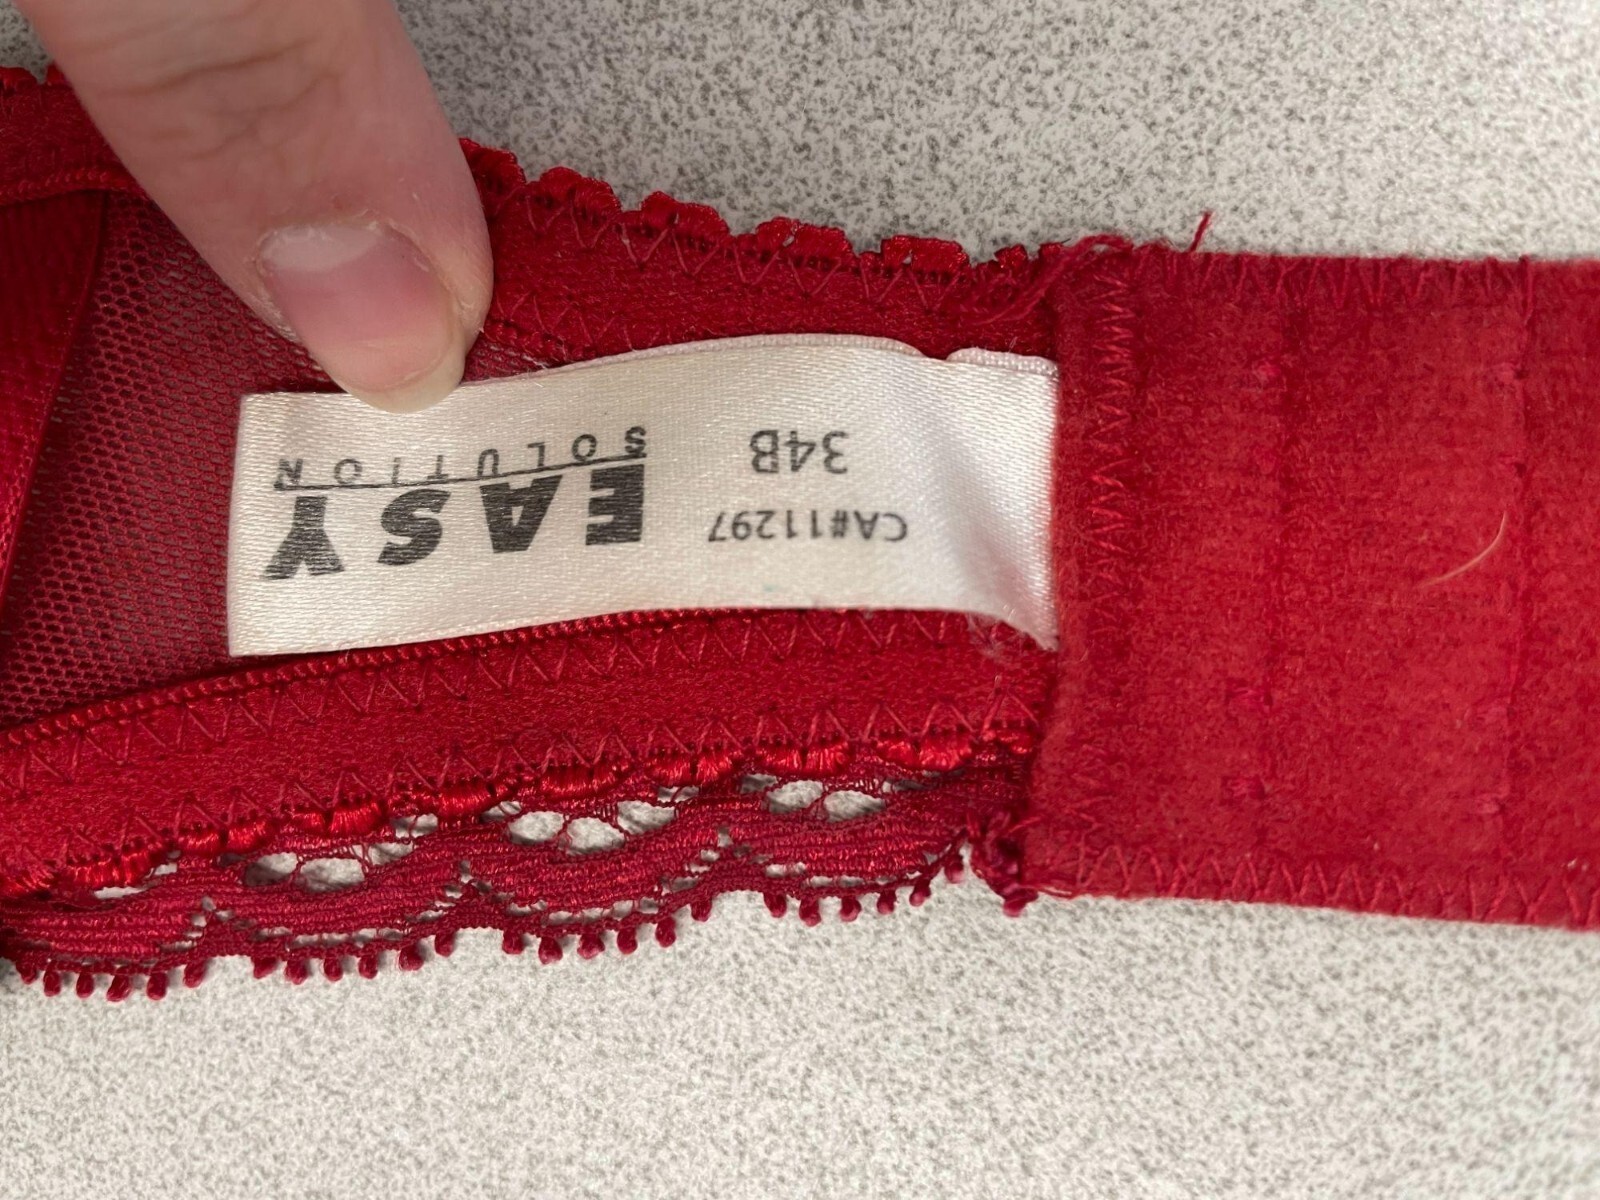 EASY
SOLUTION
CA#11297
34B